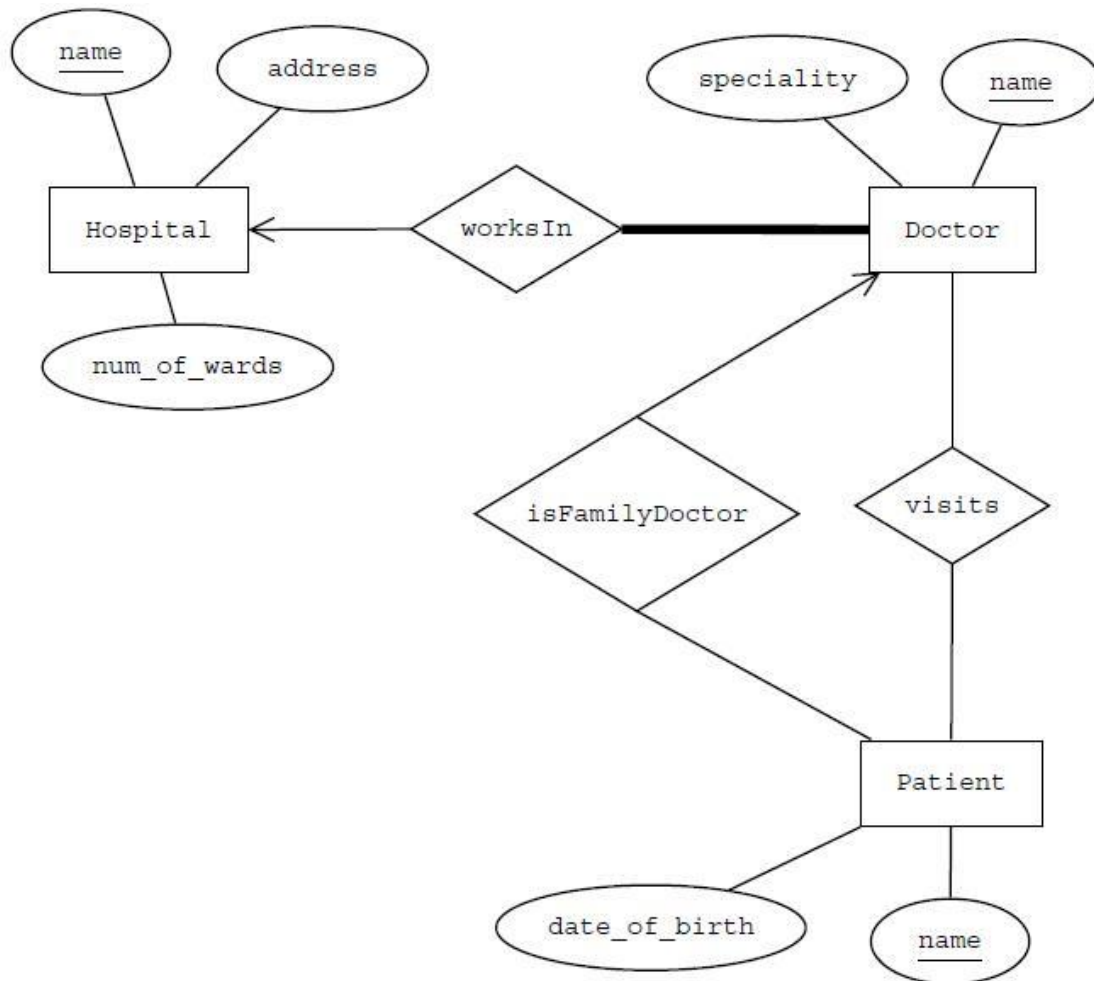 name
address
speciality
name
Hospital
worksIn
Doctor
num_of_wards
isFamilyDoctor
visits
Patient
date_of_birth
name